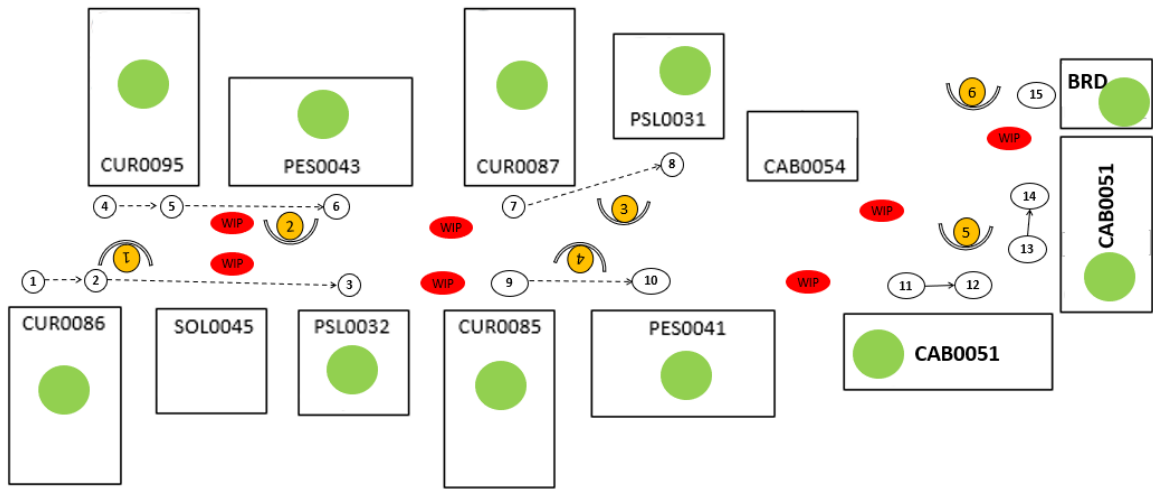 BRD
6
15
PSL0031
WIP
CUR0095
PES0043
CUR0087
CAB0054
8
CAB0051
14
4
5
6
7
3
WIP
WIP
2
WIP
5
13
1
4
WIP
1
2
3
WIP
9
10
WIP
11
12
CUR0086
SOL0045
PSL0032
CUR0085
PES0041
CAB0051